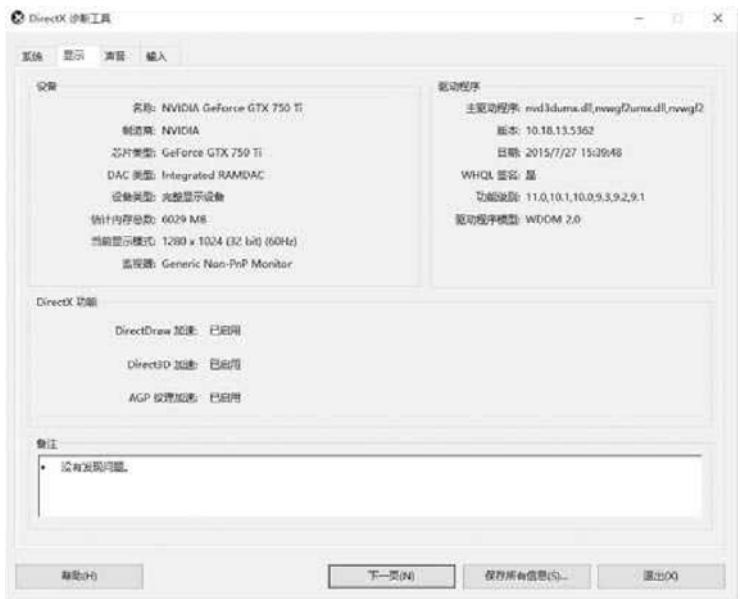 DirectX 诊断工具
系统 显示 声音 输入
设备
名称: NVIDIA GeForce GTX 750 Ti
制造商: NVIDIA
芯片类型: GeForce GTX 750 Ti
DAC 类型: Integrated RAMDAC
设备类型: 完整显示设备
估计内存总数: 6029 MB
当前显示模式: 1280 x 1024 (32 bit) (60Hz)
监视器: Generic Non-PnP Monitor
驱动程序
主驱动程序: nvd3dumx.dll,nvwgf2umx.dll,nvwgf2
版本: 10.18.13.5362
日期: 2015/7/27 15:39:48
WHQL 签名: 是
功能级别: 11.0,10.1,10.0,9.3,9.2,9.1
驱动程序模型: WDDM 2.0
DirectX 功能
DirectDraw 加速: 已启用
Direct3D 加速: 已启用
AGP 纹理加速: 已启用
备注
• 没有发现问题。
帮助(H) 下一页(N) 保存所有信息(S)... 退出(X)